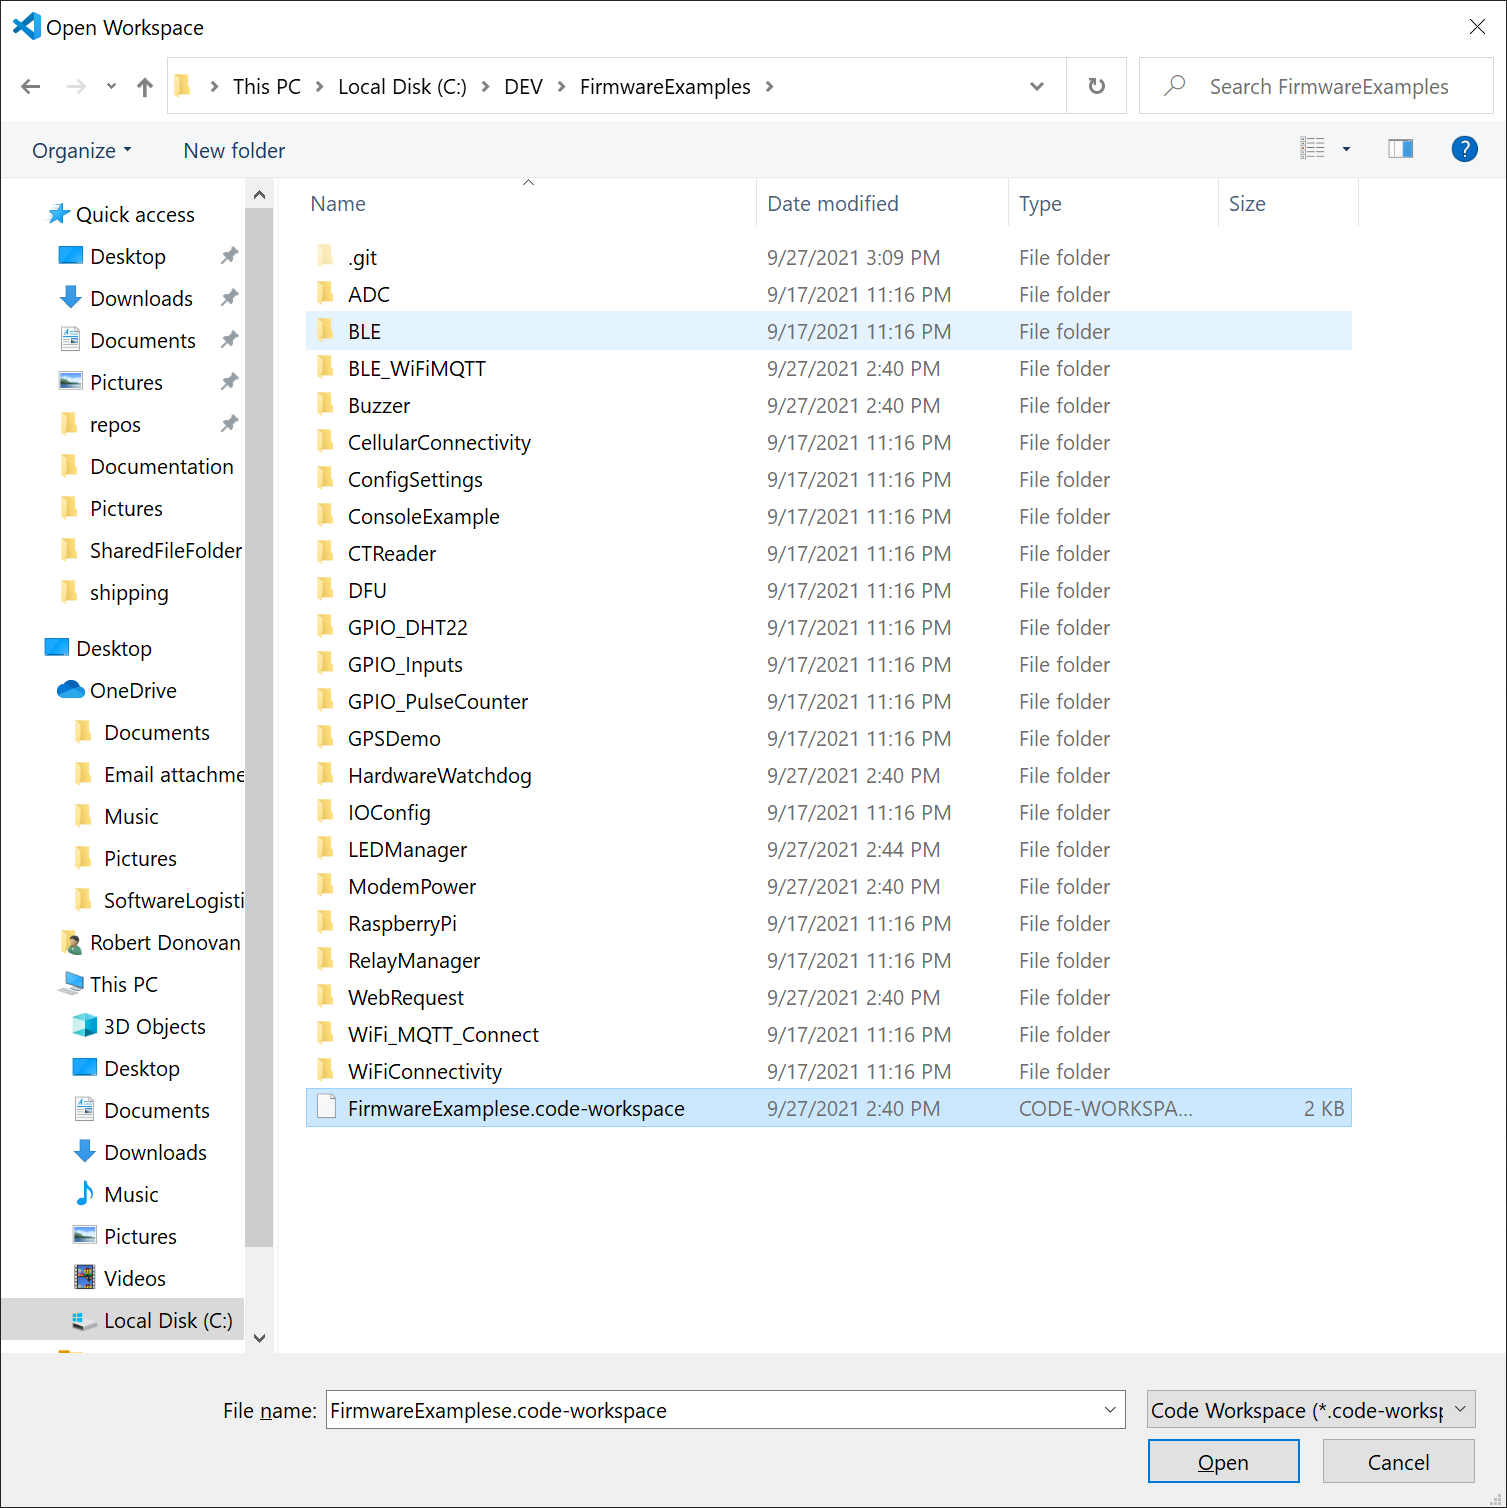 Open Workspace
This PC > Local Disk (C:) > DEV > FirmwareExamples >
Search FirmwareExamples
Organize
New folder
?
Quick access
Desktop
Downloads
Documents
Pictures
repos
Documentation
Pictures
SharedFileFolder
shipping
Desktop
OneDrive
Documents
Email attachme
Music
Pictures
SoftwareLogisti
Robert Donovan
This PC
3D Objects
Desktop
Documents
Downloads
Music
Pictures
Videos
Local Disk (C:)
Name Date modified Type Size
.git 9/27/2021 3:09 PM File folder
ADC 9/17/2021 11:16 PM File folder
BLE 9/17/2021 11:16 PM File folder
BLE_WiFiMQTT 9/27/2021 2:40 PM File folder
Buzzer 9/27/2021 2:40 PM File folder
CellularConnectivity 9/17/2021 11:16 PM File folder
ConfigSettings 9/17/2021 11:16 PM File folder
ConsoleExample 9/17/2021 11:16 PM File folder
CTReader 9/17/2021 11:16 PM File folder
DFU 9/17/2021 11:16 PM File folder
GPIO_DHT22 9/17/2021 11:16 PM File folder
GPIO_Inputs 9/17/2021 11:16 PM File folder
GPIO_PulseCounter 9/17/2021 11:16 PM File folder
GPSDemo 9/17/2021 11:16 PM File folder
HardwareWatchdog 9/27/2021 2:40 PM File folder
IOConfig 9/17/2021 11:16 PM File folder
LEDManager 9/27/2021 2:44 PM File folder
ModemPower 9/27/2021 2:40 PM File folder
RaspberryPi 9/17/2021 11:16 PM File folder
RelayManager 9/17/2021 11:16 PM File folder
WebRequest 9/27/2021 2:40 PM File folder
WiFi_MQTT_Connect 9/17/2021 11:16 PM File folder
WiFiConnectivity 9/17/2021 11:16 PM File folder
FirmwareExamplese.code-workspace 9/27/2021 2:40 PM CODE-WORKSPA... 2 KB
File name: FirmwareExamplese.code-workspace
Code Workspace (*.code-worksp
Open
Cancel